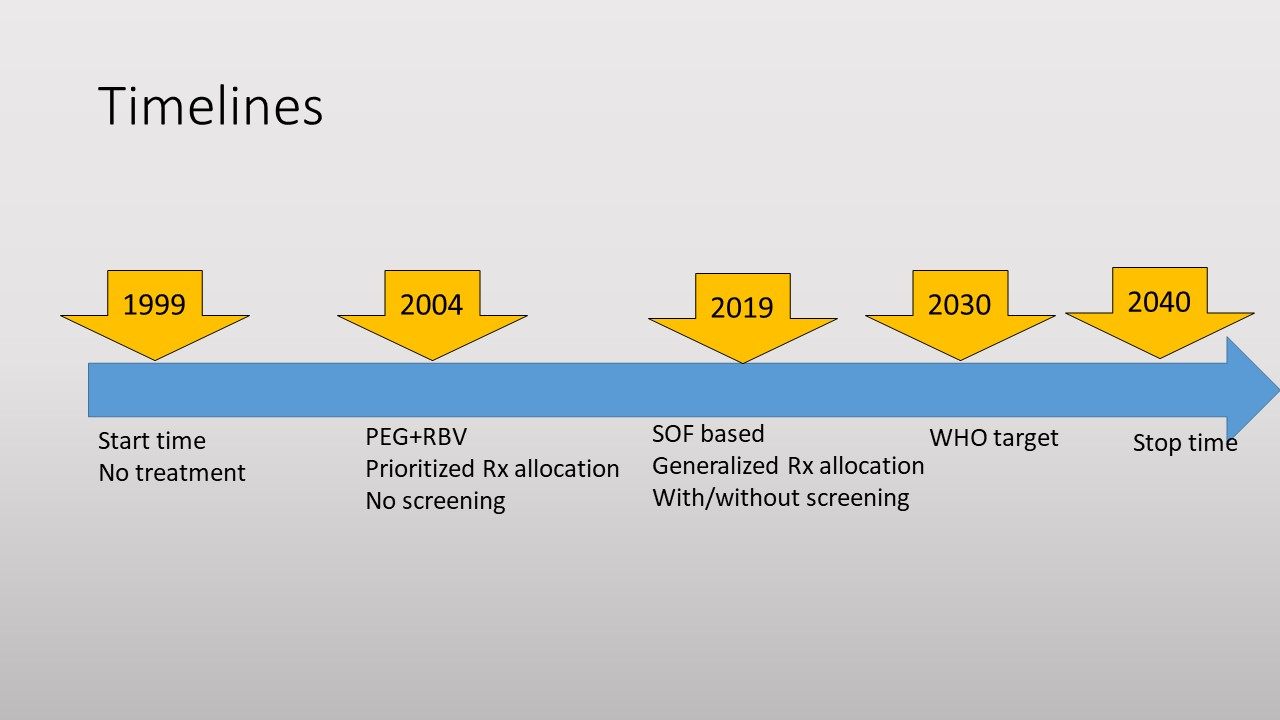 Timelines
1999
2004
2019
2030
2040
Start time
No treatment
PEG+RBV
Prioritized Rx allocation
No screening
SOF based
Generalized Rx allocation
With/without screening
WHO target
Stop time